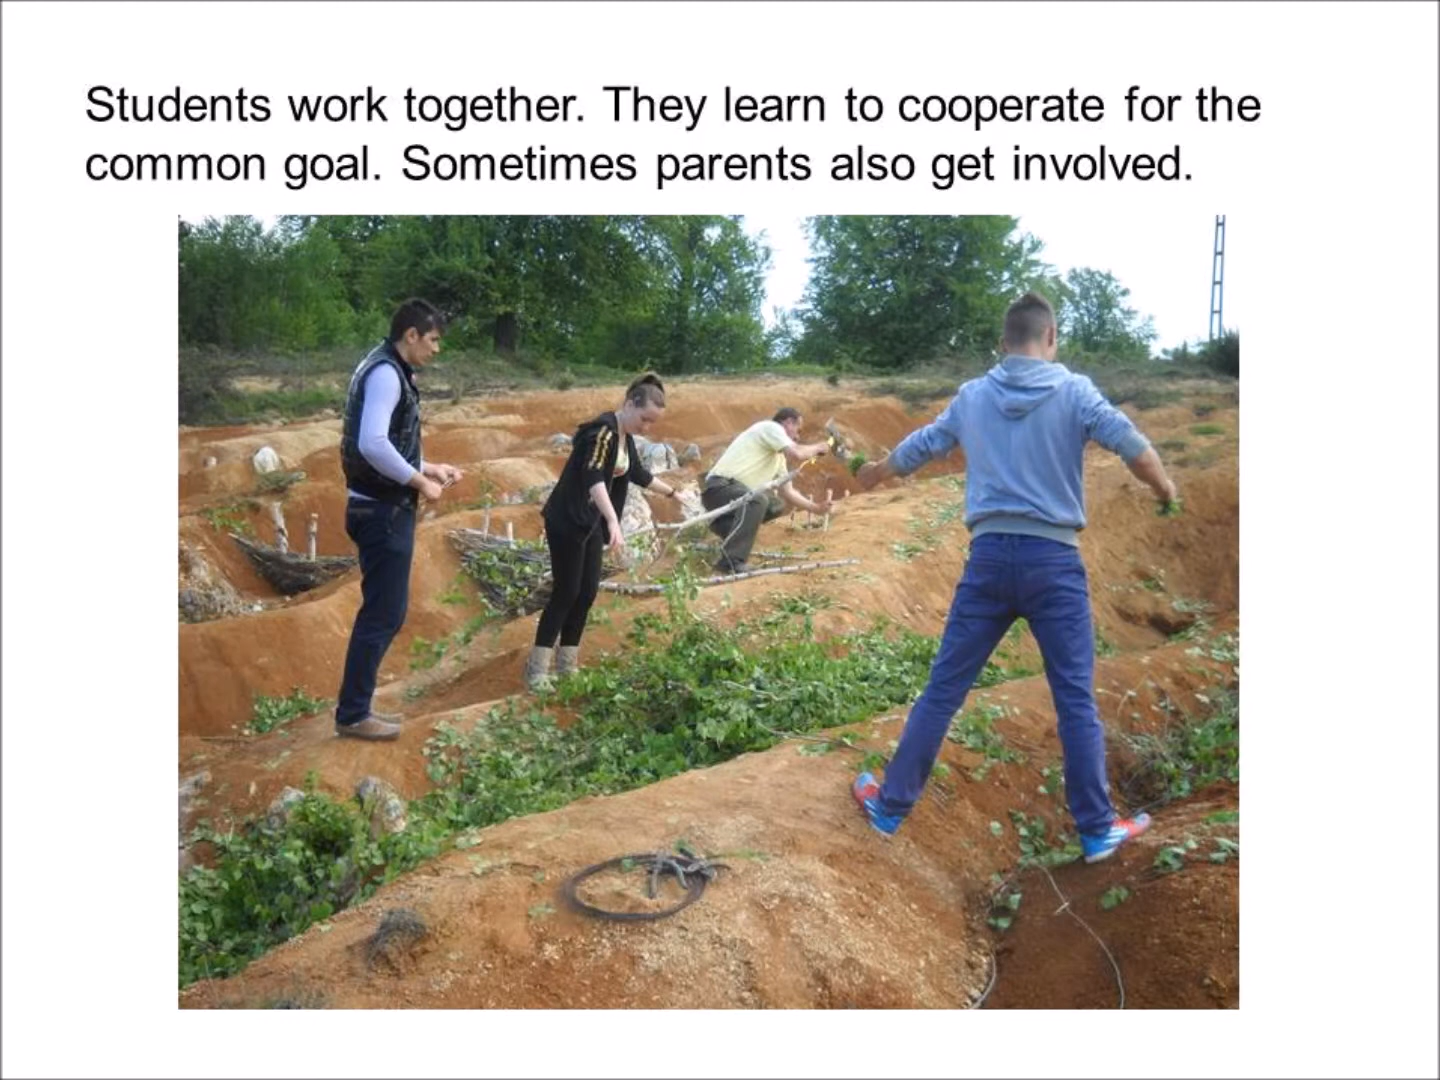 Students work together. They learn to cooperate for the
common goal. Sometimes parents also get involved.